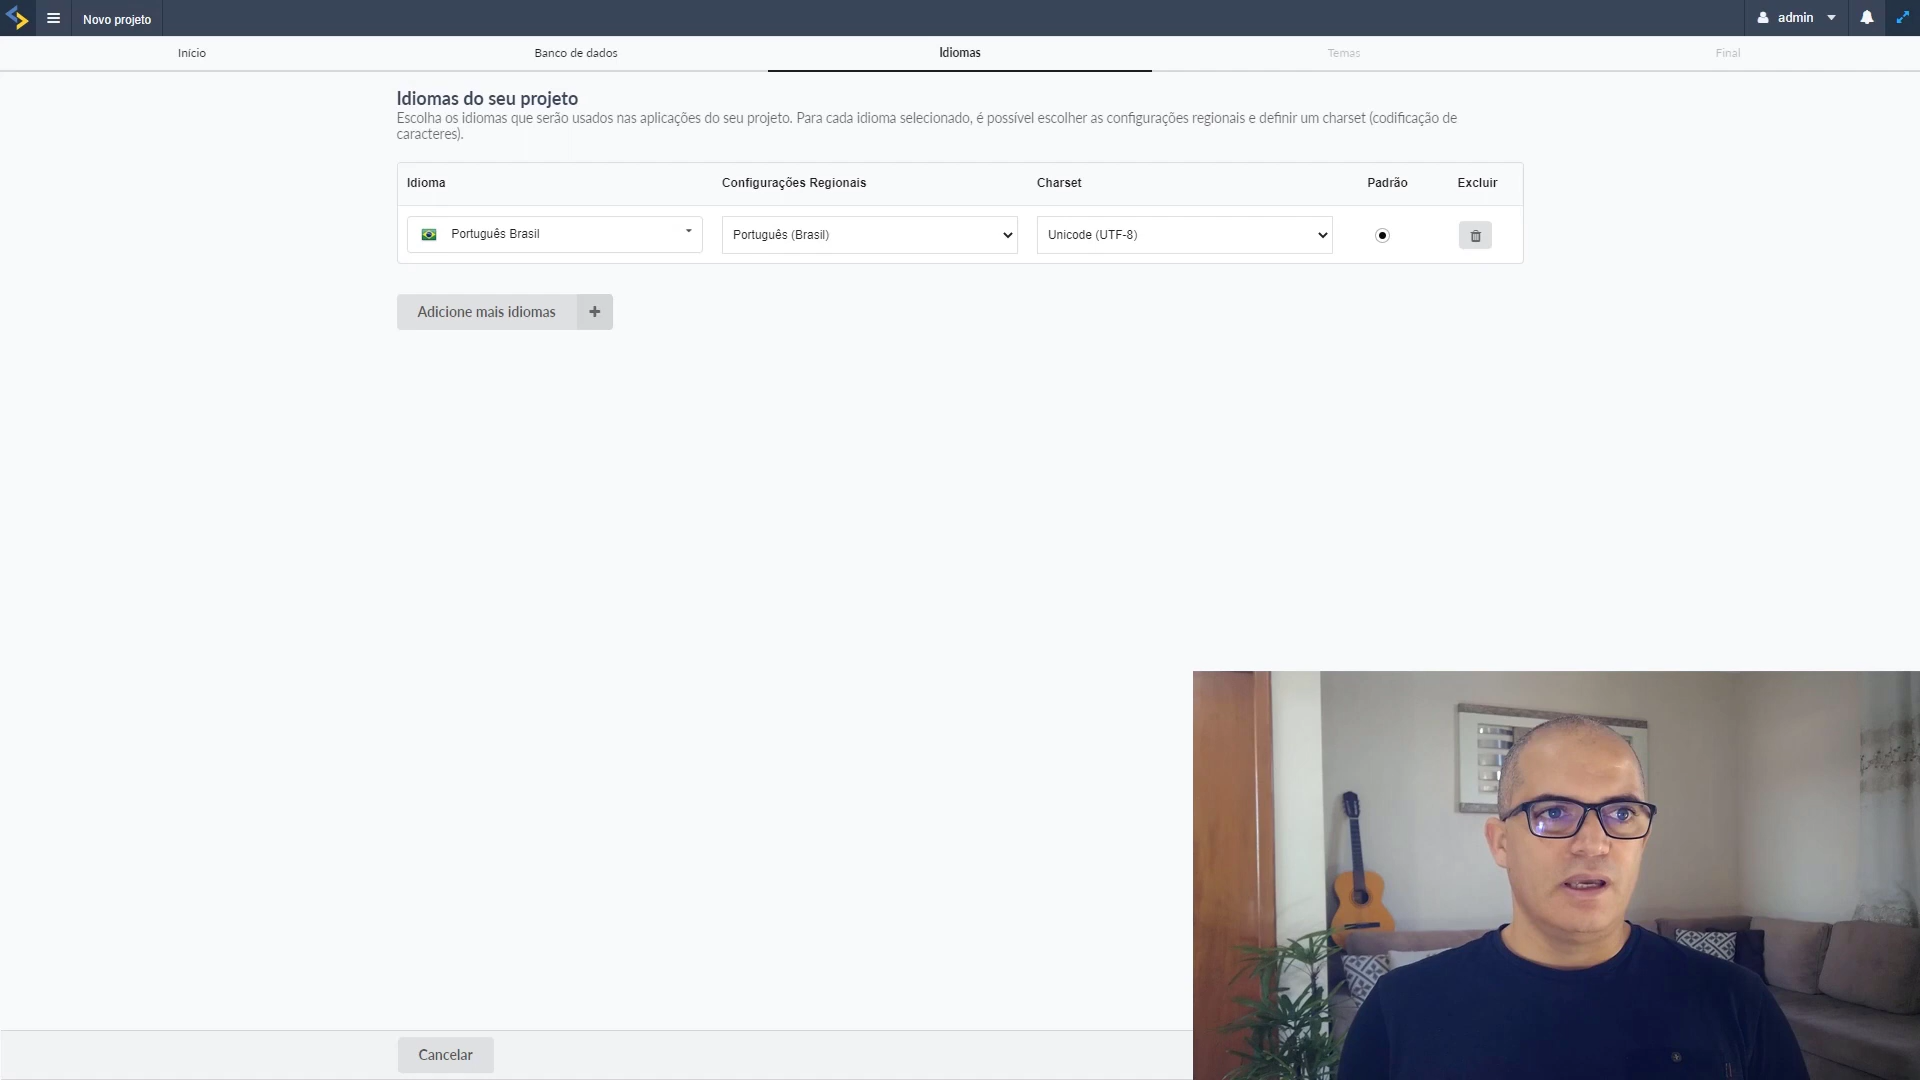 Novo projeto
admin
Início
Banco de dados
Idiomas
Temas
Final
Idiomas do seu projeto
Escolha os idiomas que serão usados nas aplicações do seu projeto. Para cada idioma selecionado, é possível escolher as configurações regionais e definir um charset (codificação de
caracteres).
Idioma
Configurações Regionais
Charset
Padrão
Excluir
Português Brasil
Português (Brasil)
Unicode (UTF-8)
Adicione mais idiomas
Cancelar